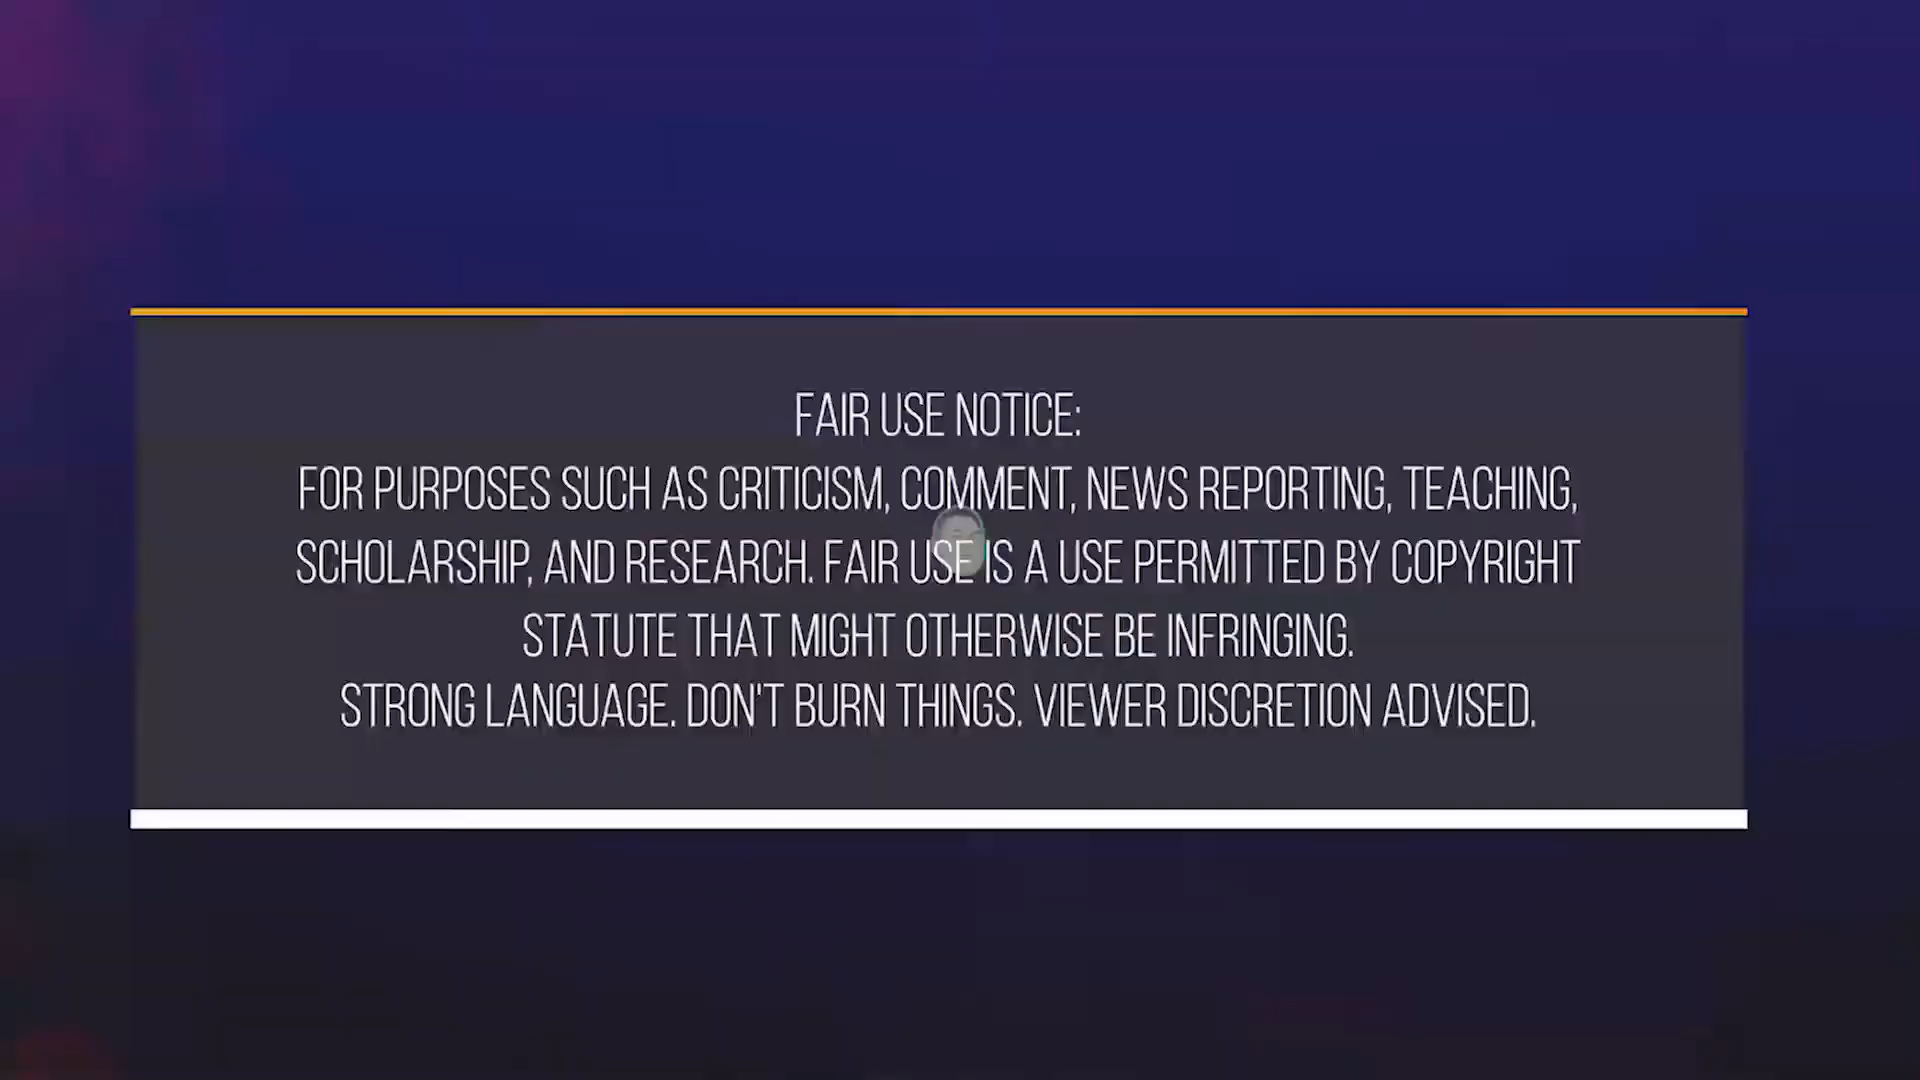 FAIR USE NOTICE:
FOR PURPOSES SUCH AS CRITICISM, COMMENT, NEWS REPORTING, TEACHING,
SCHOLARSHIP, AND RESEARCH. FAIR USE IS A USE PERMITTED BY COPYRIGHT
STATUTE THAT MIGHT OTHERWISE BE INFRINGING.
STRONG LANGUAGE. DON'T BURN THINGS. VIEWER DISCRETION ADVISED.